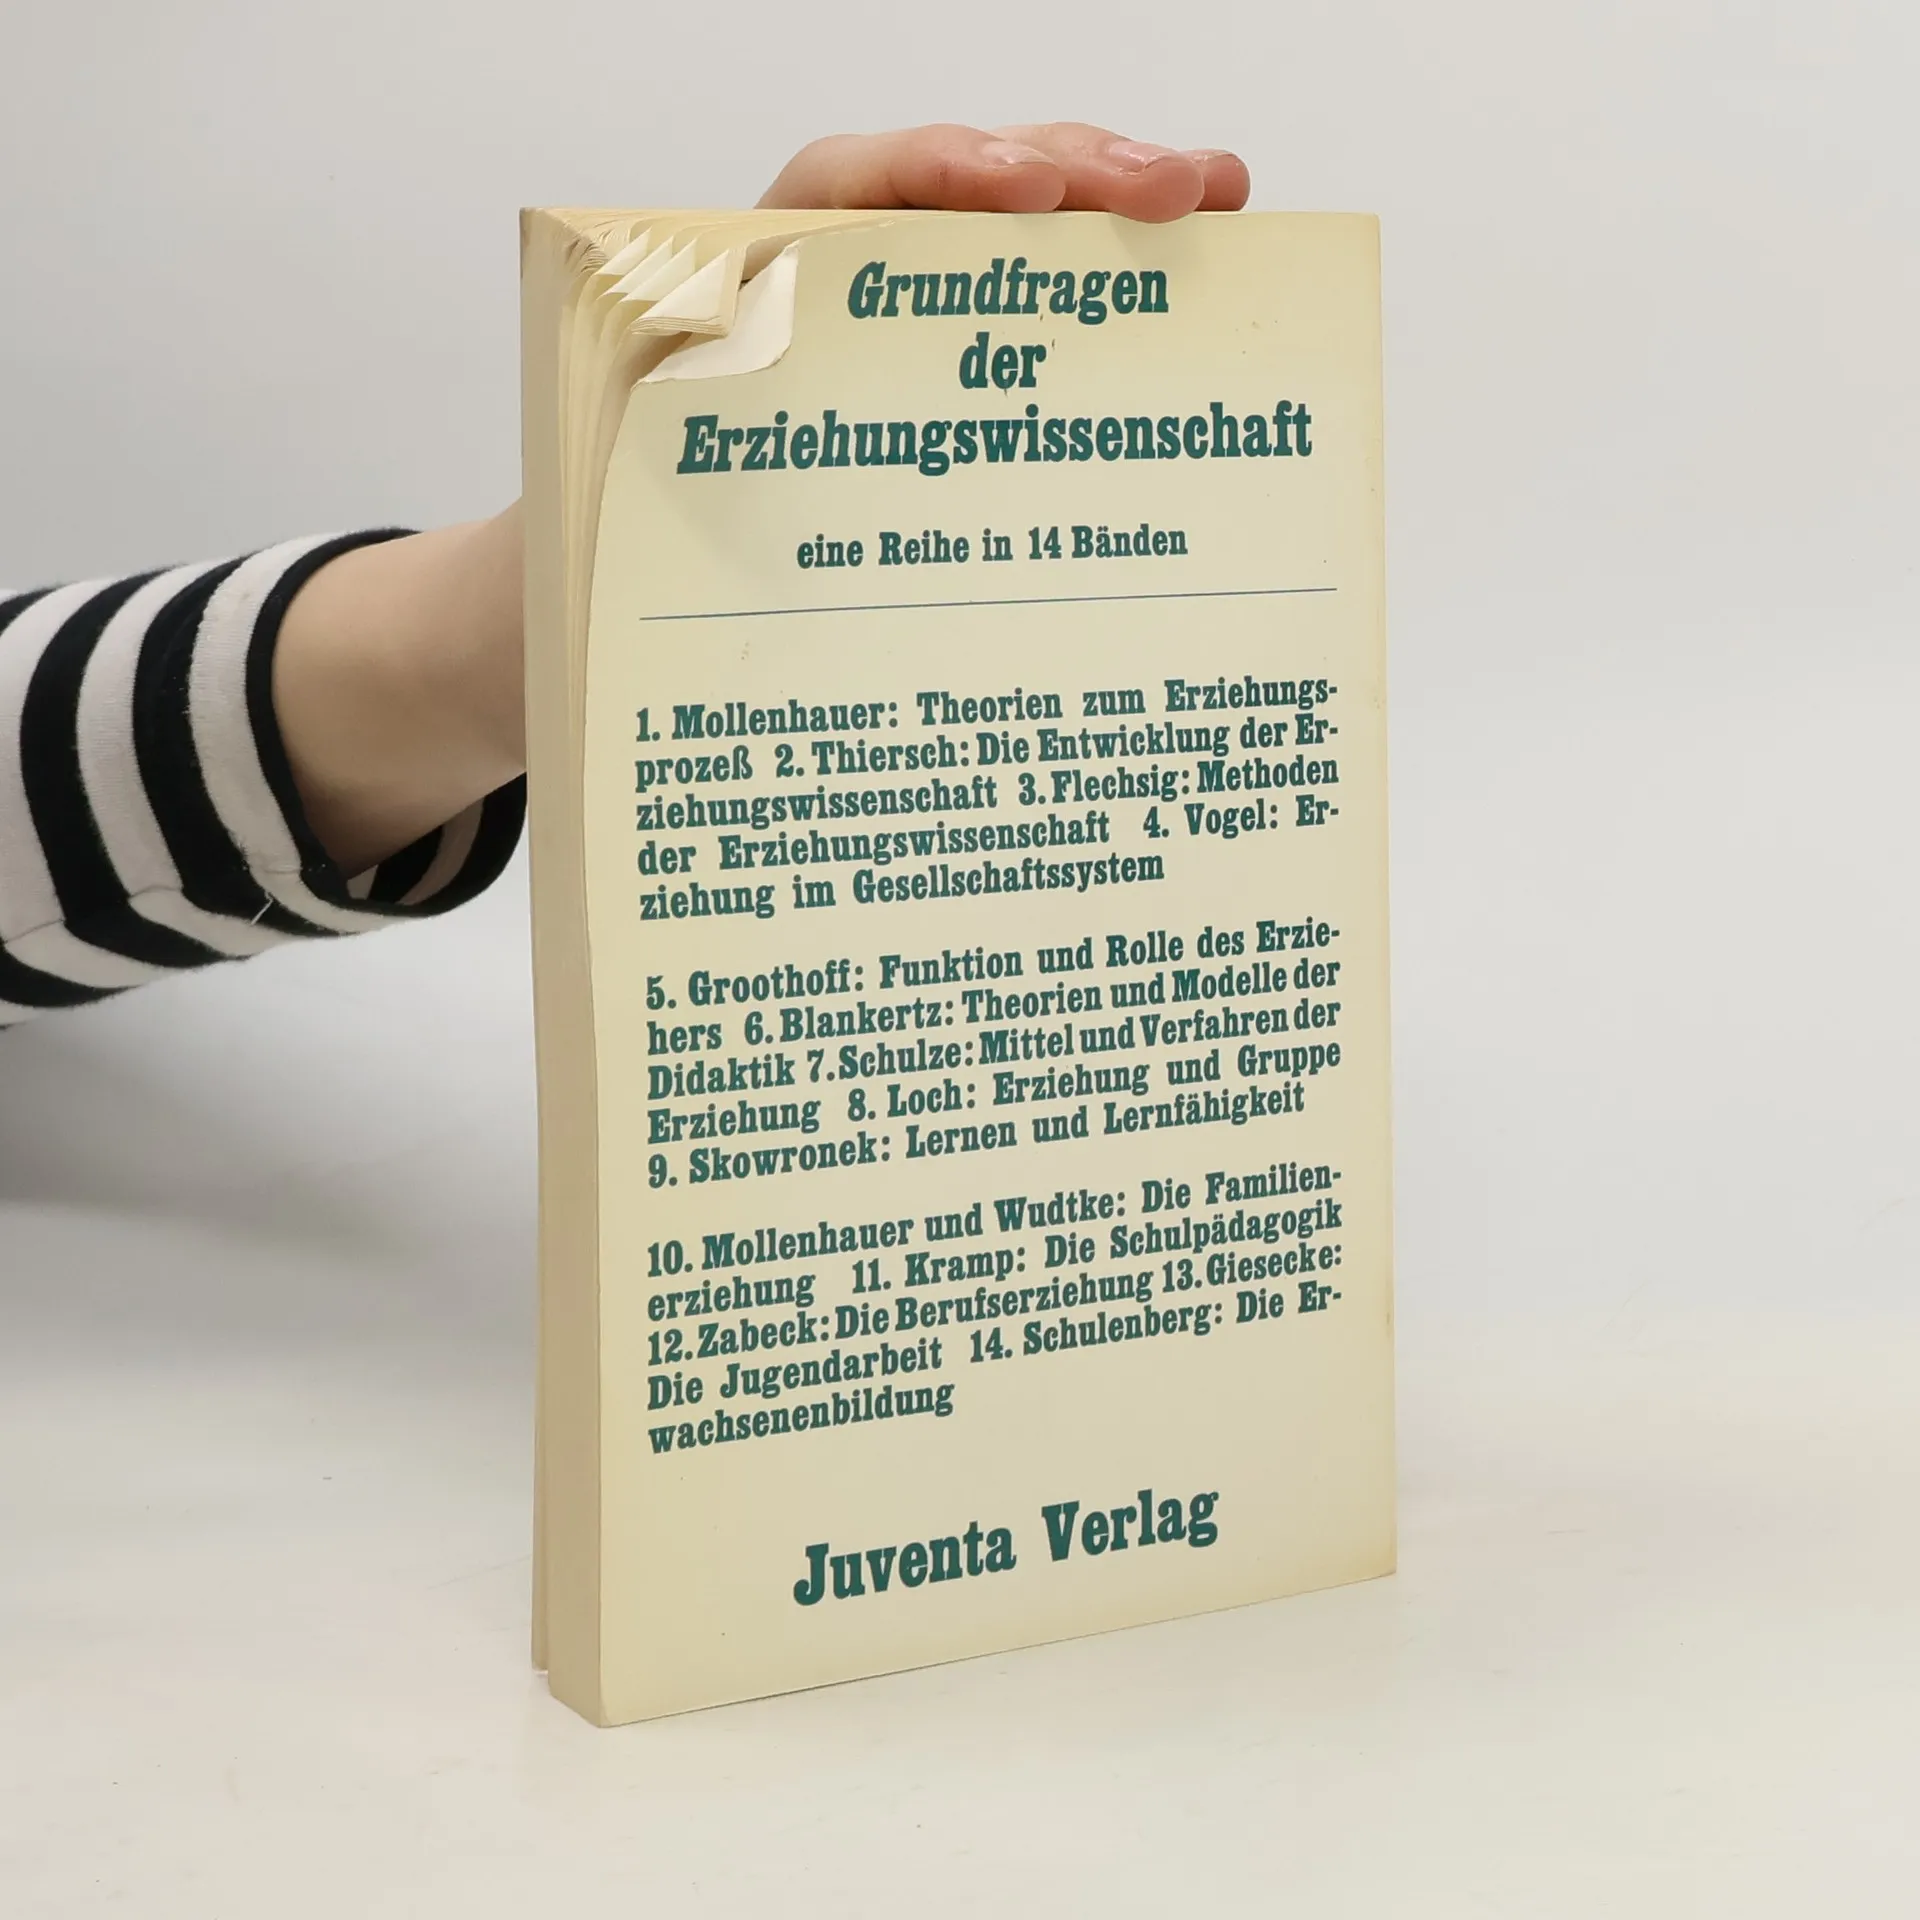 Grundfragen
der
Erziehungswissenschaft
eine Reihe in 14 Bänden
1. Mollenhauer: Theorien zum Erziehungs-
prozeß 2. Thiersch: Die Entwicklung der Er-
ziehungswissenschaft 3. Flechsig: Methoden
der Erziehungswissenschaft 4. Vogel: Er-
ziehung im Gesellschaftssystem
5. Groothoff: Funktion und Rolle des Erzie-
hers 6. Blankertz: Theorien und Modelle der
Didaktik 7. Schulze: Mittel und Verfahren der
Erziehung 8. Loch: Erziehung und Gruppe
9. Skowronek: Lernen und Lernfähigkeit
10. Mollenhauer und Wudtke: Die Familien-
erziehung 11. Kramp: Die Schulpädagogik
12. Zabeck: Die Berufserziehung 13. Giesecke:
Die Jugendarbeit 14. Schulenberg: Die Er-
wachsenenbildung
Juventa Verlag